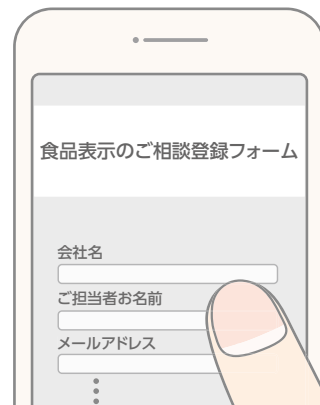 食品表示のご相談登録フォーム
会社名
ご担当者お名前
メールアドレス